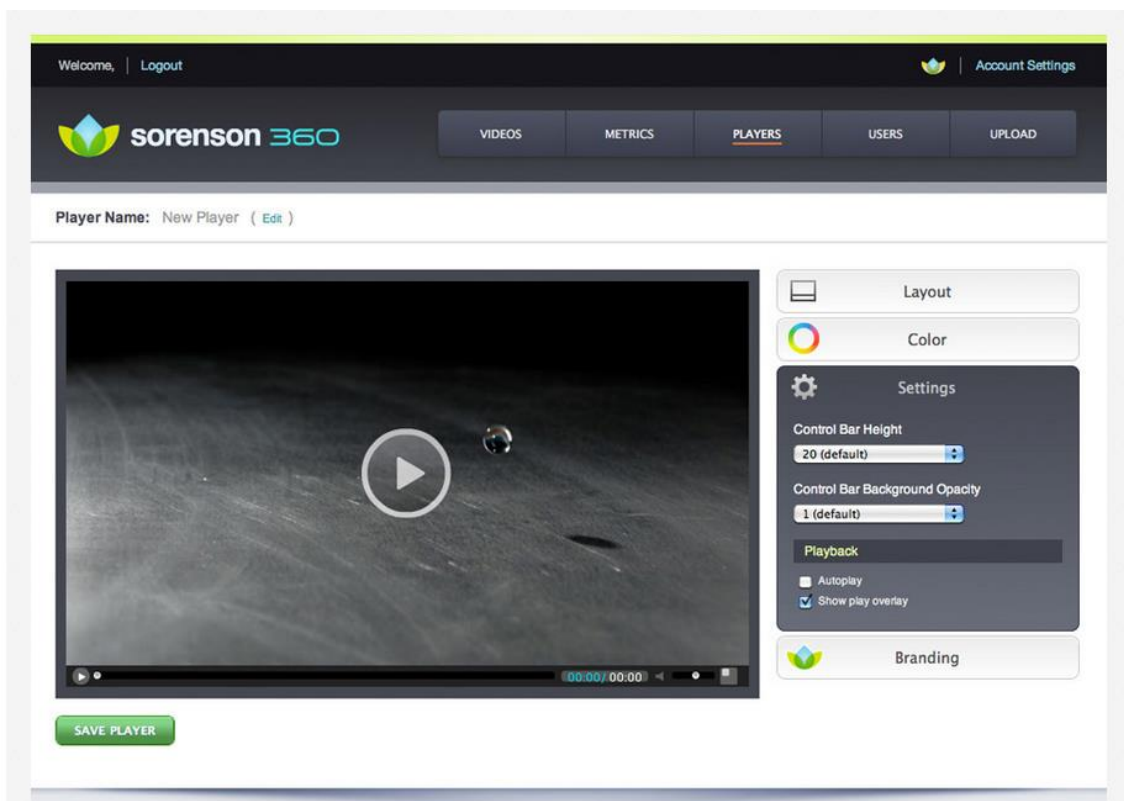 Welcome, | Logout
| Account Settings
sorenson 360
VIDEOS
METRICS
PLAYERS
USERS
UPLOAD
Player Name: New Player ( Edit )
Layout
Color
Settings
Control Bar Height
20 (default)
Control Bar Background Opacity
1 (default)
Playback
Autoplay
Show play overlay
Branding
00:00/ 00:00
SAVE PLAYER